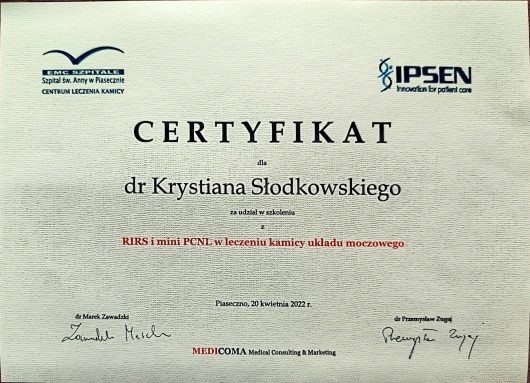 EMC SZPITALE
Szpital św. Anny w Piasecznie
CENTRUM LECZENIA KAMICY
IPSEN
Innovation for patient care
CERTYFIKAT
dla
dr Krystiana Słodkowskiego
za udział w szkoleniu
z
RIRS i mini PCNL w leczeniu kamicy układu moczowego
Piaseczno, 20 kwietnia 2022 r.
dr Marek Zawadzki
dr Przemysław Zugaj
Przemysław Zugaj
MEDICOMA Medical Consulting & Marketing